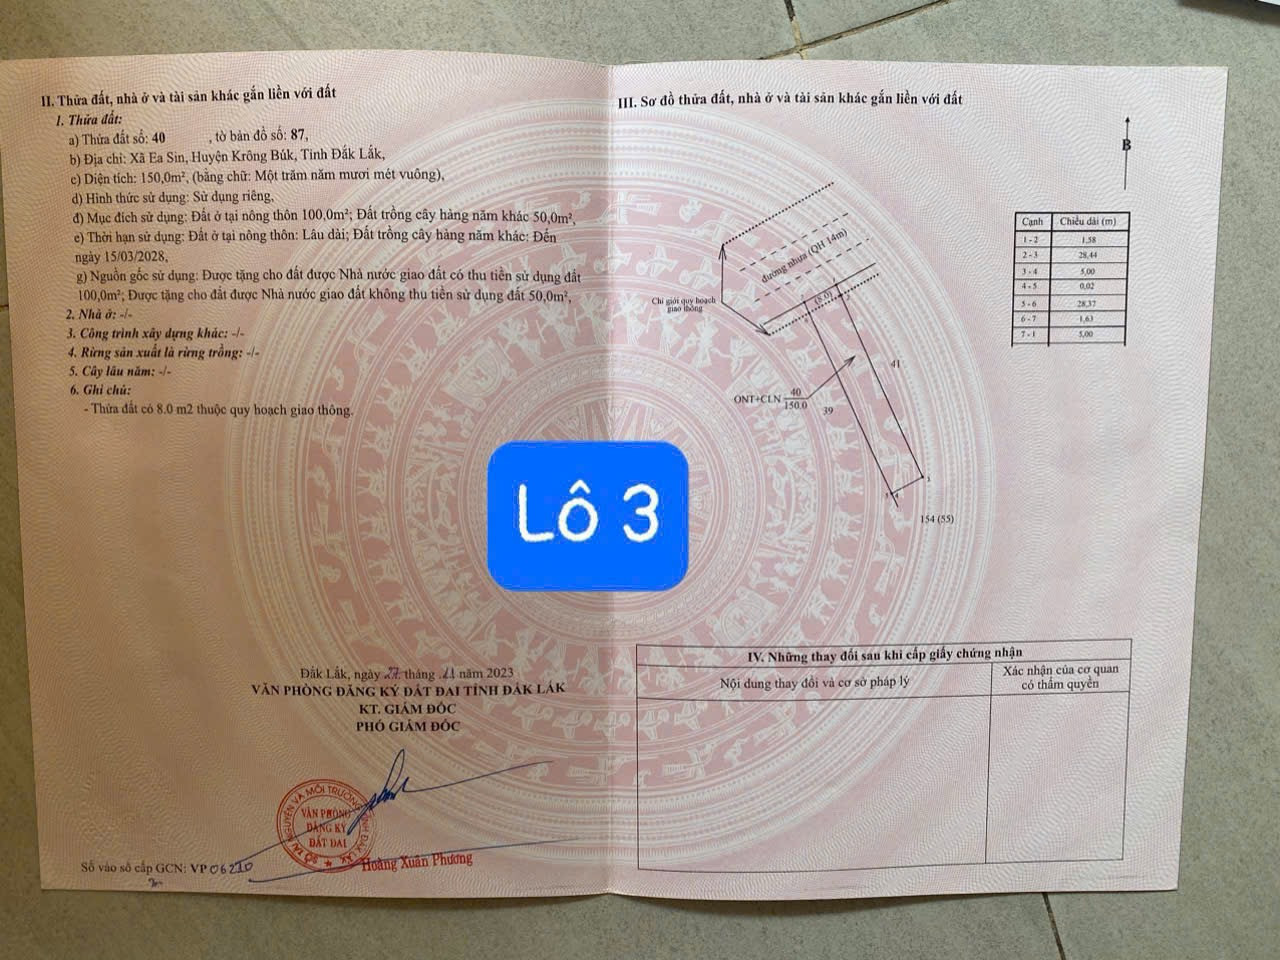 II. Thửa đất, nhà ở và tài sản khác gắn liền với đất
1. Thửa đất:
a) Thửa đất số: 40 , tờ bản đồ số: 87,
b) Địa chỉ: Xã Ea Sin, Huyện Krông Búk, Tỉnh Đắk Lắk,
c) Diện tích: 150,0m², (bằng chữ: Một trăm năm mươi mét vuông),
d) Hình thức sử dụng: Sử dụng riêng,
đ) Mục đích sử dụng: Đất ở tại nông thôn 100,0m²; Đất trồng cây hàng năm khác 50,0m²,
e) Thời hạn sử dụng: Đất ở tại nông thôn: Lâu dài; Đất trồng cây hàng năm khác: Đến
ngày 15/03/2028,
g) Nguồn gốc sử dụng: Được tặng cho đất được Nhà nước giao đất có thu tiền sử dụng đất
100,0m²; Được tặng cho đất được Nhà nước giao đất không thu tiền sử dụng đất 50,0m²,
2. Nhà ở: -/-
3. Công trình xây dựng khác: -/-
4. Rừng sản xuất là rừng trồng: -/-
5. Cây lâu năm: -/-
6. Ghi chú:
- Thửa đất có 8.0 m2 thuộc quy hoạch giao thông.
Đắk Lắk, ngày 27 tháng 11 năm 2023
VĂN PHÒNG ĐĂNG KÝ ĐẤT ĐAI TỈNH ĐẮK LẮK
KT. GIÁM ĐỐC
PHÓ GIÁM ĐỐC
SỞ TÀI NGUYÊN VÀ MÔI TRƯỜNG TỈNH ĐẮK LẮK
VĂN PHÒNG
ĐĂNG KÝ
ĐẤT ĐAI
Hoàng Xuân Phương
Số vào sổ cấp GCN: VP 06210
Lô 3
III. Sơ đồ thửa đất, nhà ở và tài sản khác gắn liền với đất
B
đường nhựa (QH 14m)
Chỉ giới quy hoạch
giao thông
(8.0)
41
ONT+CLN 40
150.0
39
154 (55)
Cạnh Chiều dài (m)
1 - 2 1,58
2 - 3 28,44
3 - 4 5,00
4 - 5 0,02
5 - 6 28,37
6 - 7 1,63
7 - 1 5,00
IV. Những thay đổi sau khi cấp giấy chứng nhận
Nội dung thay đổi và cơ sở pháp lý
Xác nhận của cơ quan
có thẩm quyền